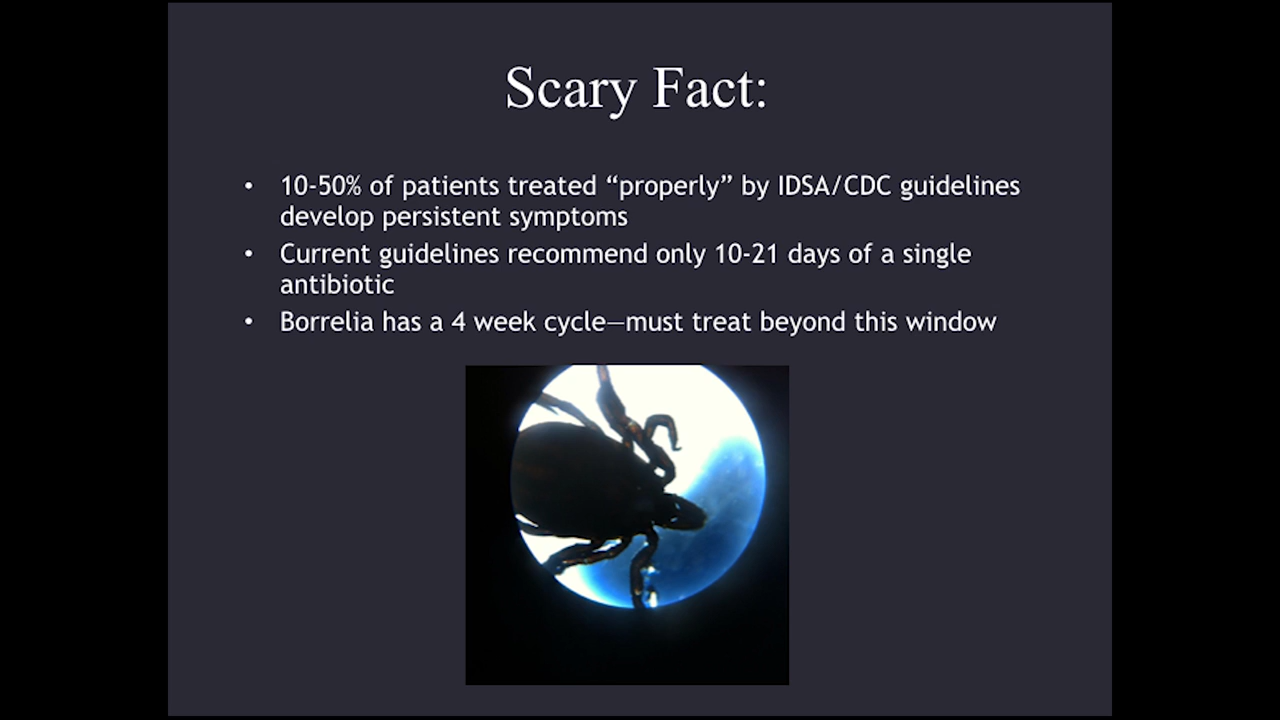 Scary Fact:
• 10-50% of patients treated “properly” by IDSA/CDC guidelines
develop persistent symptoms
• Current guidelines recommend only 10-21 days of a single
antibiotic
• Borrelia has a 4 week cycle—must treat beyond this window